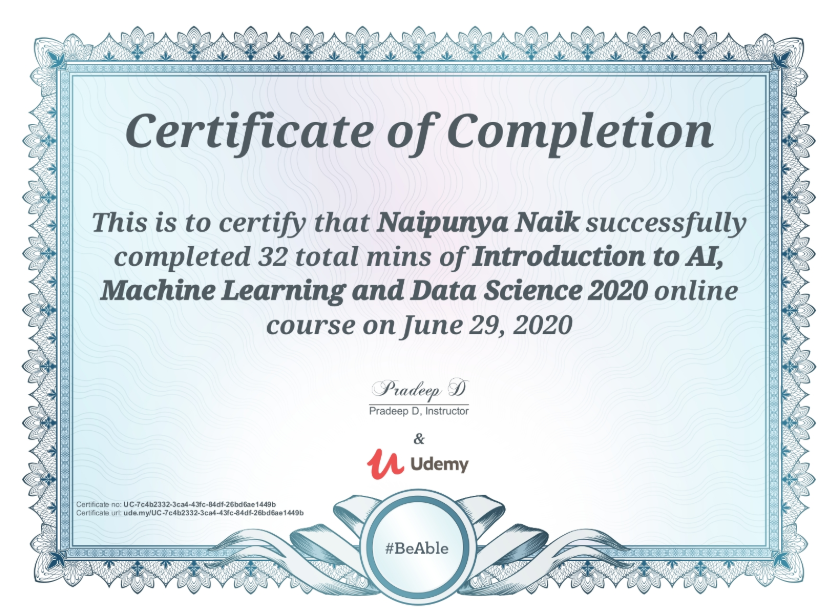 Certificate of Completion
This is to certify that Naipunya Naik successfully
completed 32 total mins of Introduction to AI,
Machine Learning and Data Science 2020 online
course on June 29, 2020
Pradeep D
Pradeep D, Instructor
&
Udemy
Certificate no: UC-7c4b2332-3ca4-43fc-84df-26bd6ae1449b
Certificate url: ude.my/UC-7c4b2332-3ca4-43fc-84df-26bd6ae1449b
#BeAble